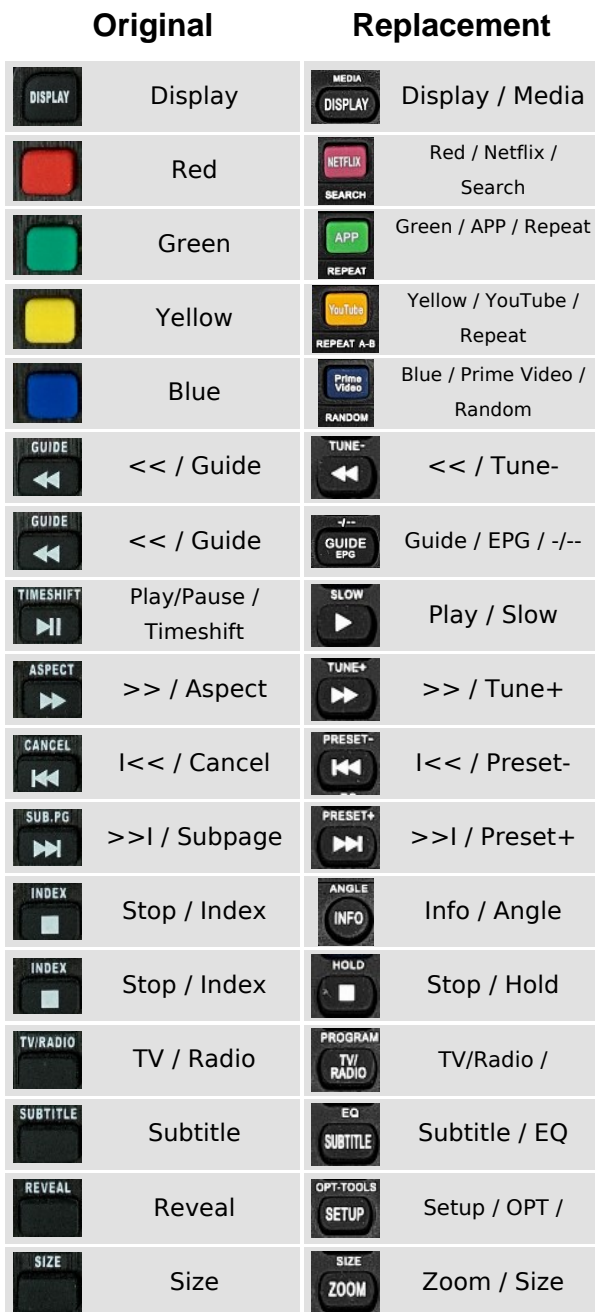 Original Replacement
DISPLAY Display MEDIA DISPLAY Display / Media
Red NETFLIX SEARCH Red / Netflix /
Search
Green APP REPEAT Green / APP / Repeat
Yellow YouTube REPEAT A-B Yellow / YouTube /
Repeat
Blue Prime Video RANDOM Blue / Prime Video /
Random
GUIDE << / Guide TUNE- << / Tune-
GUIDE << / Guide -/-- GUIDE EPG Guide / EPG / -/--
TIMESHIFT Play/Pause /
Timeshift SLOW Play / Slow
ASPECT >> / Aspect TUNE+ >> / Tune+
CANCEL I<< / Cancel PRESET- I<< / Preset-
SUB.PG >>I / Subpage PRESET+ >>I / Preset+
INDEX Stop / Index ANGLE INFO Info / Angle
INDEX Stop / Index HOLD Stop / Hold
TV/RADIO TV / Radio PROGRAM TV/ RADIO TV/Radio /
SUBTITLE Subtitle EQ SUBTITLE Subtitle / EQ
REVEAL Reveal OPT-TOOLS SETUP Setup / OPT /
SIZE Size SIZE ZOOM Zoom / Size